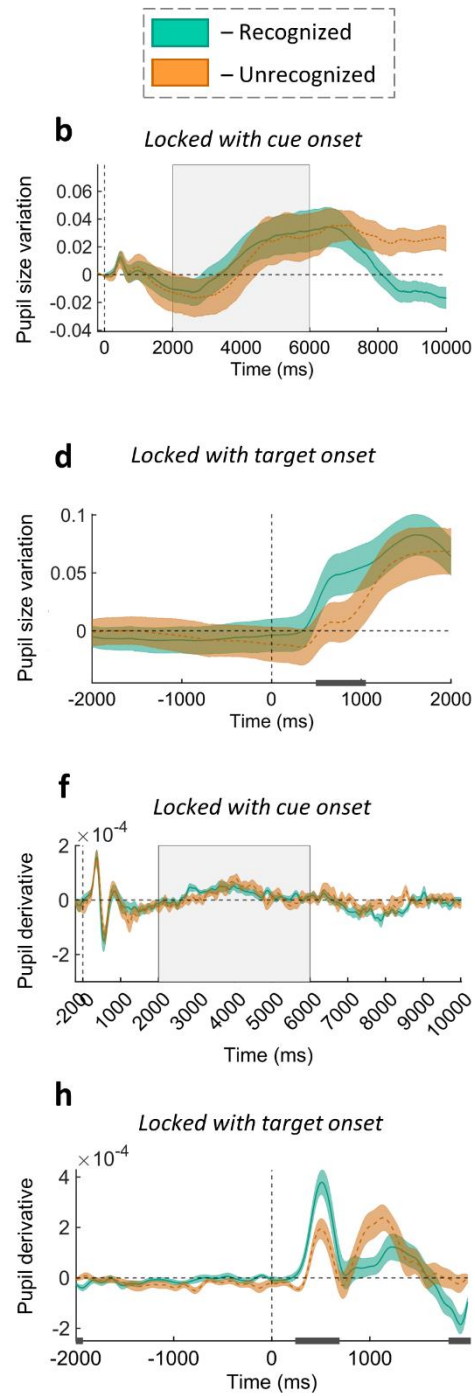 – Recognized
– Unrecognized
b
Locked with cue onset
Pupil size variation
0.06
0.04
0.02
0
-0.02
-0.04
0 2000 4000 6000 8000 10000
Time (ms)
d
Locked with target onset
Pupil size variation
0.1
0.05
0
-2000 -1000 0 1000 2000
Time (ms)
f
Locked with cue onset
×10⁻⁴
Pupil derivative
2
0
-2
-200 0 1000 2000 3000 4000 5000 6000 7000 8000 9000 10000
Time (ms)
h
Locked with target onset
×10⁻⁴
Pupil derivative
4
2
0
-2
-2000 -1000 0 1000
Time (ms)